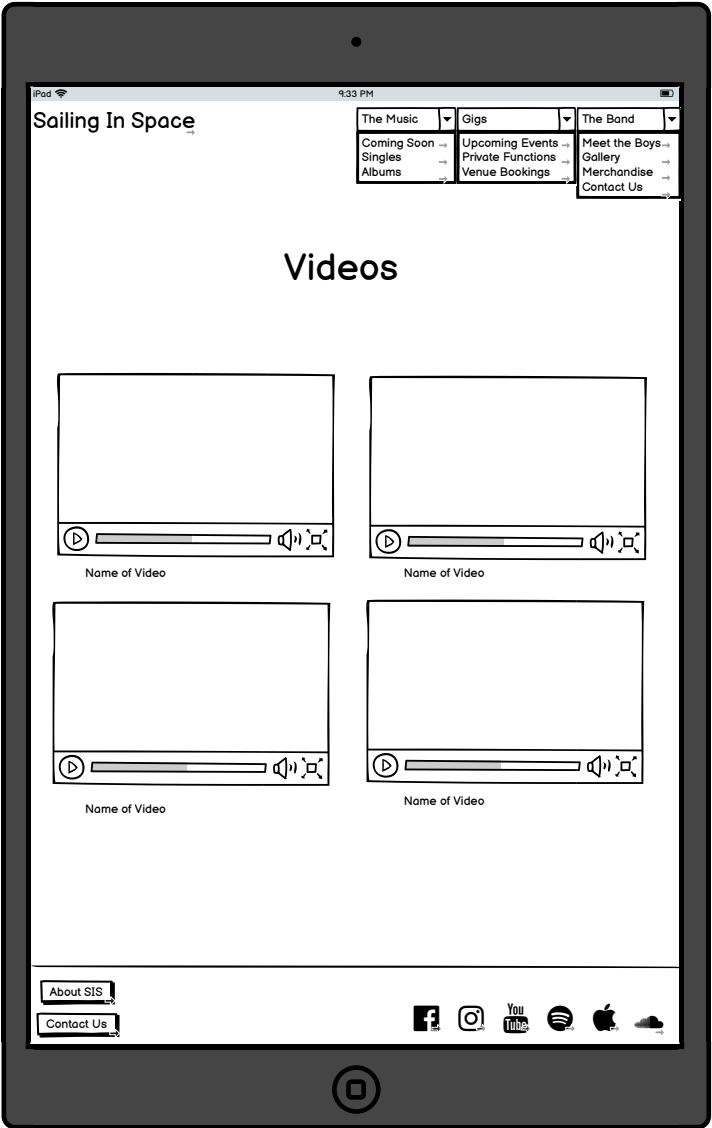 iPad 9:33 PM
Sailing In Space
The Music Gigs The Band
Coming Soon Upcoming Events Meet the Boys
Singles Private Functions Gallery
Albums Venue Bookings Merchandise
Contact Us
Videos
Name of Video Name of Video
Name of Video Name of Video
About SIS
Contact Us
You
Tube